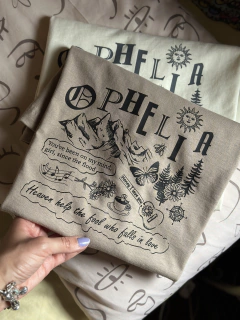 OPHELIA
OPHELIA
You've been on my mind
girl, since the flood
Heaven help the fool who falls in love